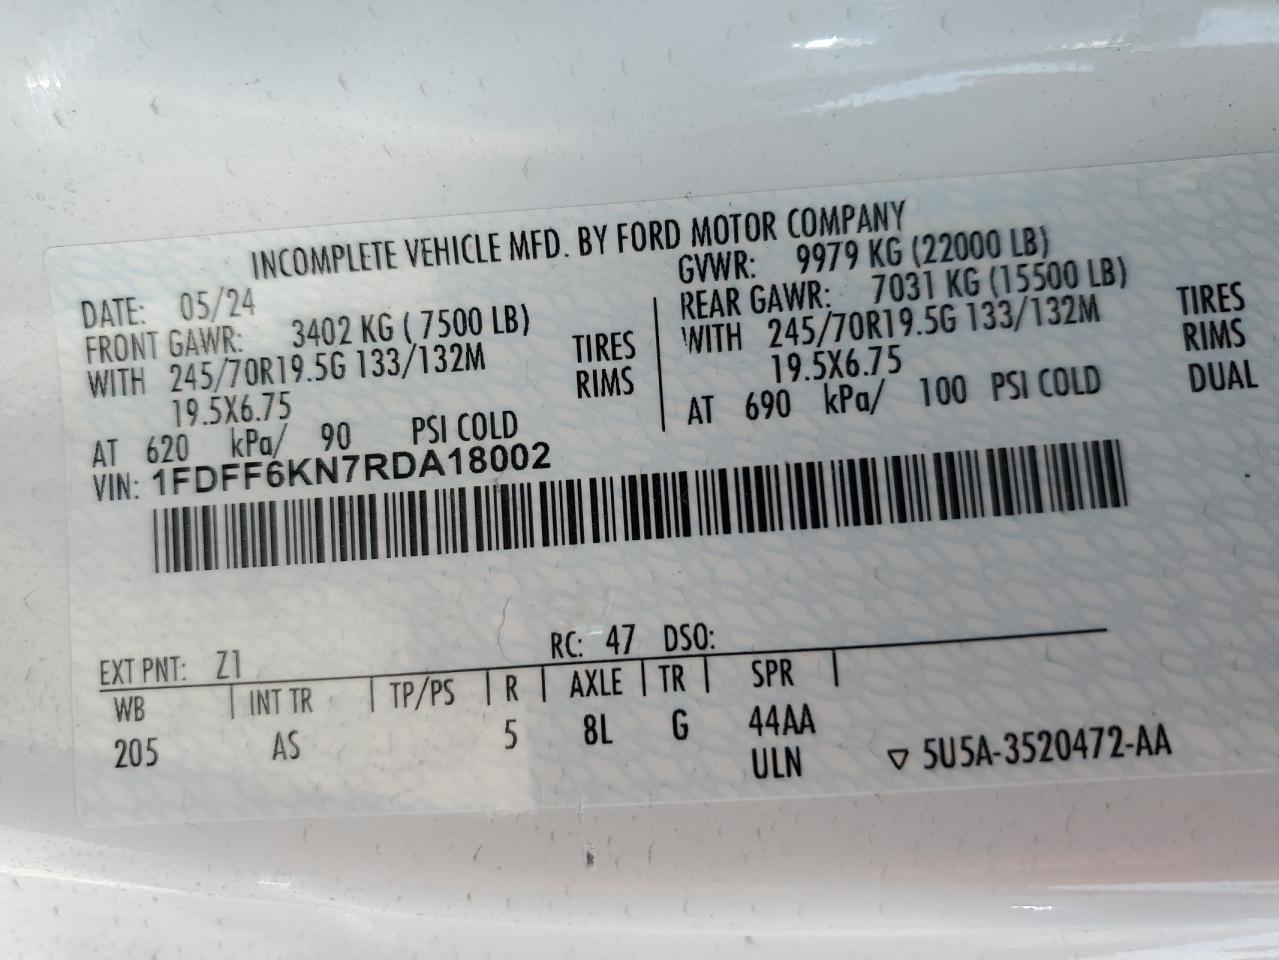 INCOMPLETE VEHICLE MFD. BY FORD MOTOR COMPANY
DATE: 05/24
FRONT GAWR: 3402 KG ( 7500 LB)
WITH 245/70R19.5G 133/132M TIRES
19.5X6.75 RIMS
AT 620 kPa/ 90 PSI COLD
GVWR: 9979 KG (22000 LB)
REAR GAWR: 7031 KG (15500 LB)
WITH 245/70R19.5G 133/132M TIRES
19.5X6.75 RIMS
AT 690 kPa/ 100 PSI COLD DUAL
VIN: 1FDFF6KN7RDA18002
EXT PNT: Z1 RC: 47 DSO:
WB INT TR TP/PS R AXLE TR SPR
205 AS 5 8L G 44AA
ULN ▽ 5U5A-3520472-AA